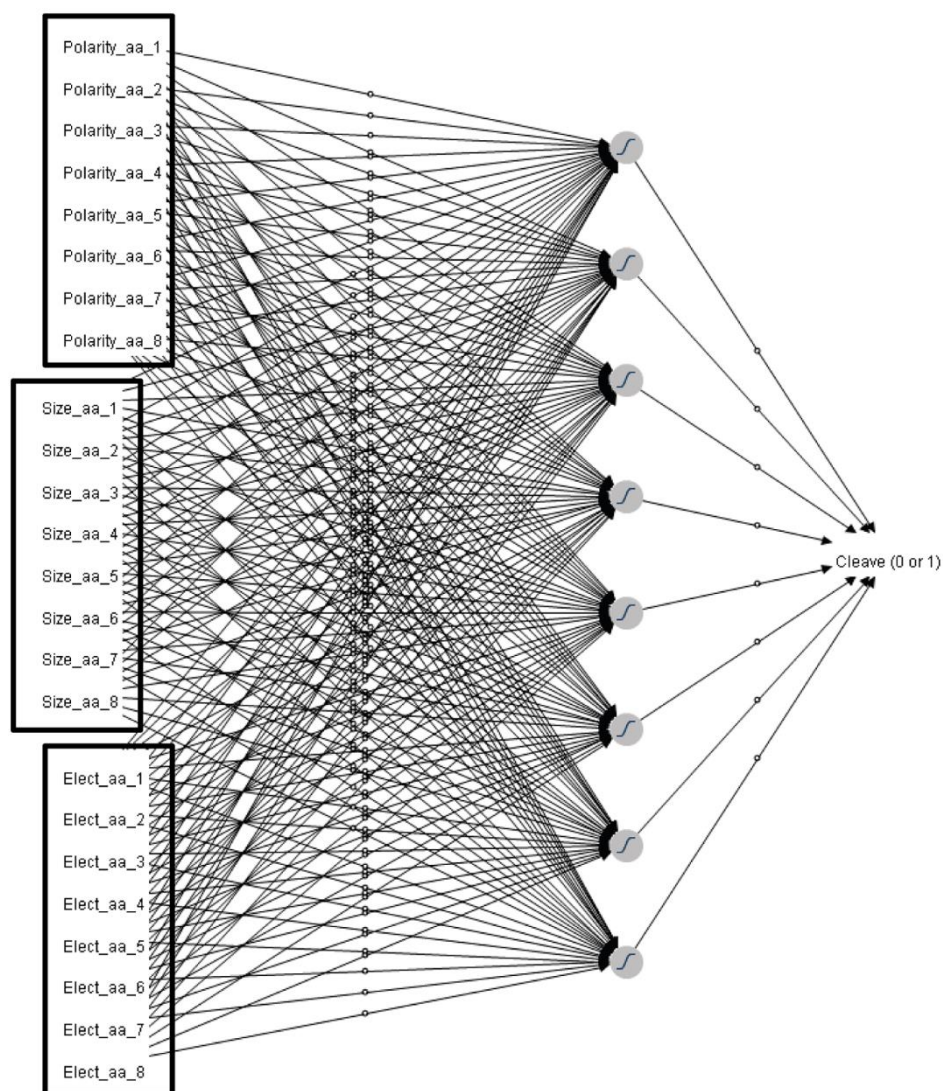 Polarity_aa_1
Polarity_aa_2
Polarity_aa_3
Polarity_aa_4
Polarity_aa_5
Polarity_aa_6
Polarity_aa_7
Polarity_aa_8
Size_aa_1
Size_aa_2
Size_aa_3
Size_aa_4
Size_aa_5
Size_aa_6
Size_aa_7
Size_aa_8
Elect_aa_1
Elect_aa_2
Elect_aa_3
Elect_aa_4
Elect_aa_5
Elect_aa_6
Elect_aa_7
Elect_aa_8
Cleave (0 or 1)